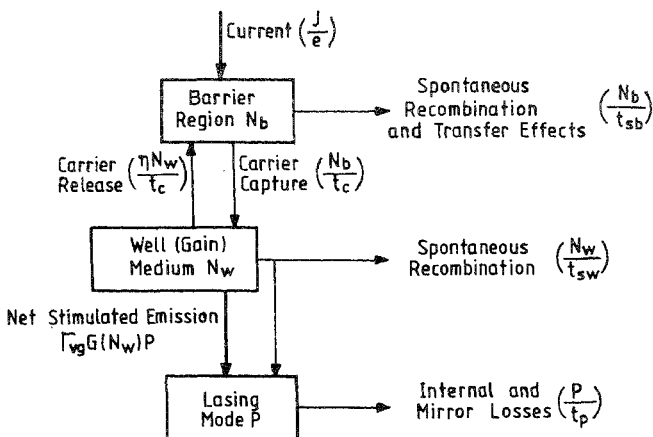 Current (J/e)
Barrier
Region N_b
Spontaneous
Recombination
and Transfer Effects (N_b/t_sb)
Carrier
Release (ηN_w/t_c)
Carrier
Capture (N_b/t_c)
Well (Gain)
Medium N_w
Spontaneous
Recombination (N_w/t_sw)
Net Stimulated Emission
Γv_gG(N_w)P
Lasing
Mode P
Internal and
Mirror Losses (P/t_p)